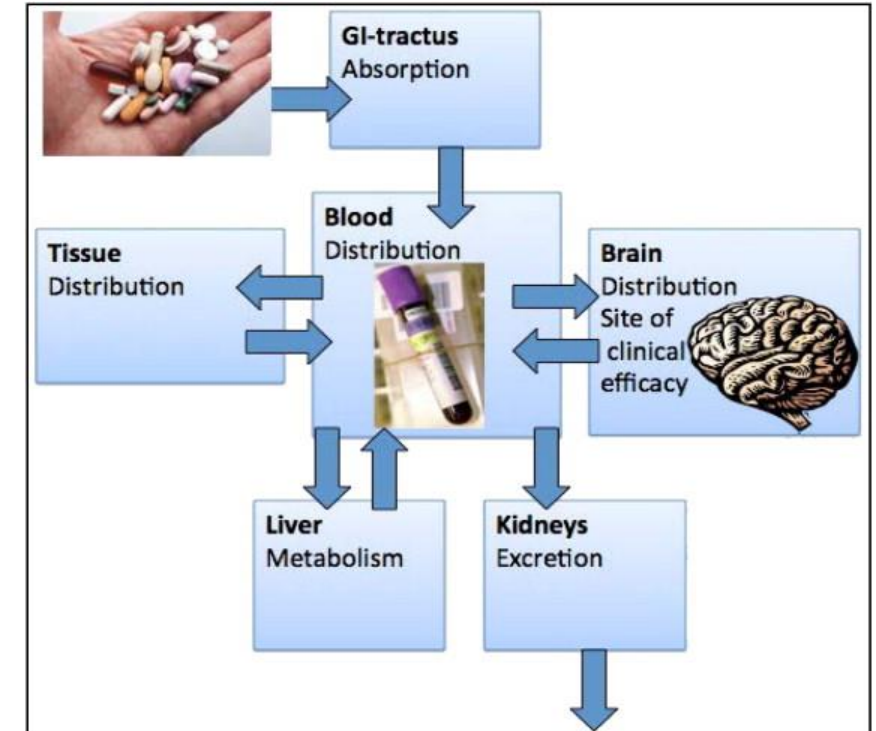 GI-tractus
Absorption
Blood
Distribution
Tissue
Distribution
Brain
Distribution
Site of
clinical
efficacy
Liver
Metabolism
Kidneys
Excretion